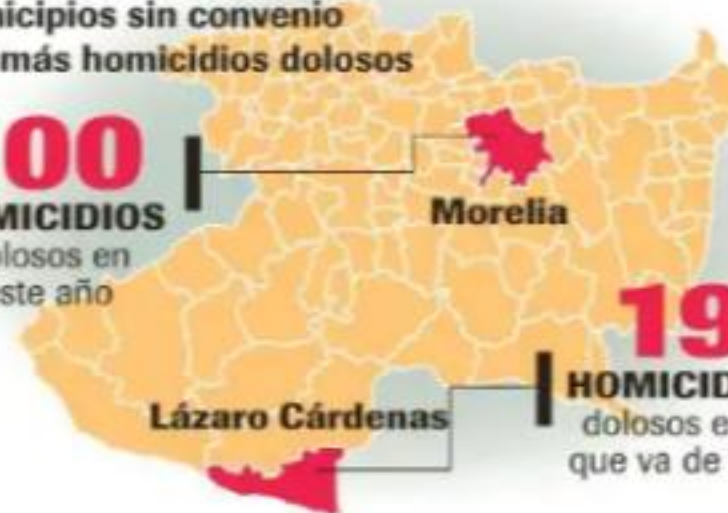 nicipios sin convenio
más homicidios dolosos
00
MICIDIOS
olosos en
ste año
Morelia
19
HOMICID
dolosos e
que va de
Lázaro Cárdenas